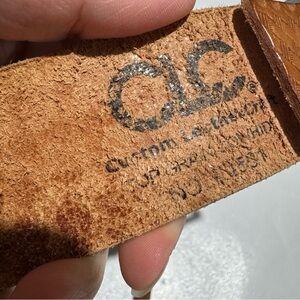 CLC
Custom Leathercraft
®
TOP GRAIN COWHIDE